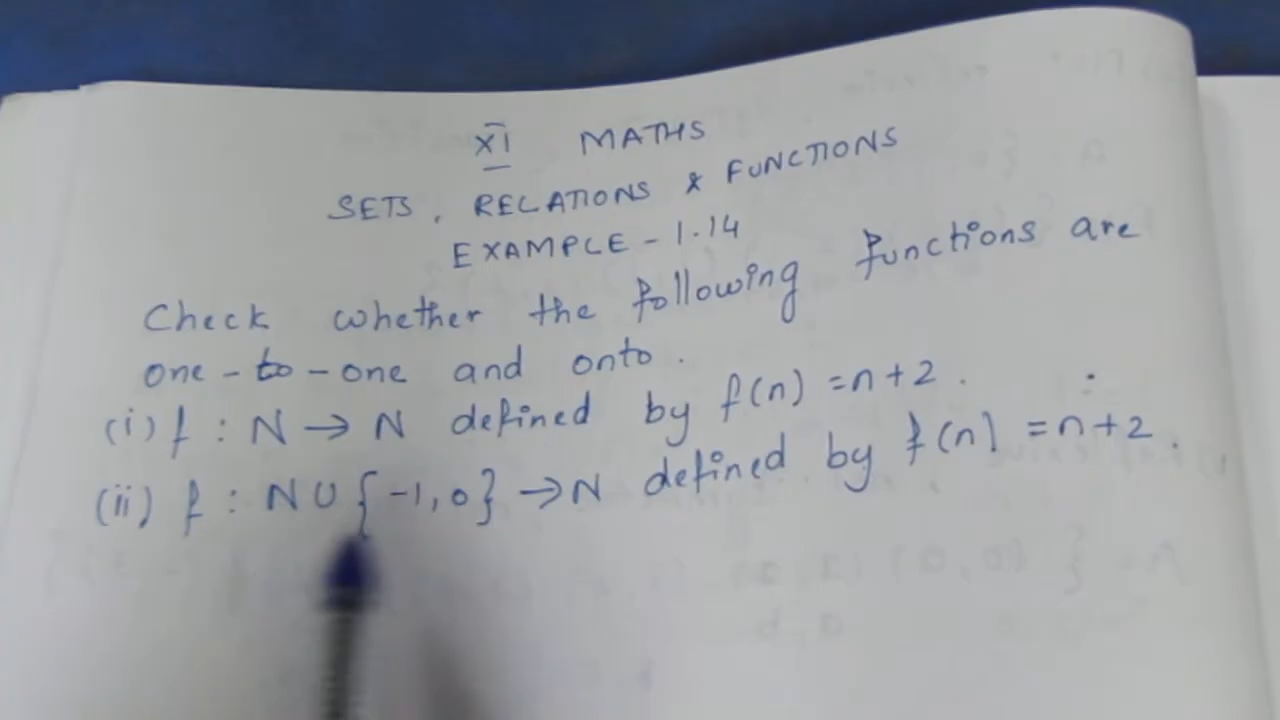 XI MATHS
SETS, RELATIONS & FUNCTIONS
EXAMPLE - 1.14
Check whether the following functions are
one-to-one and onto.
(i) f : N → N defined by f(n) = n+2.
(ii) f : N ∪ {-1, 0} → N defined by f(n) = n+2.